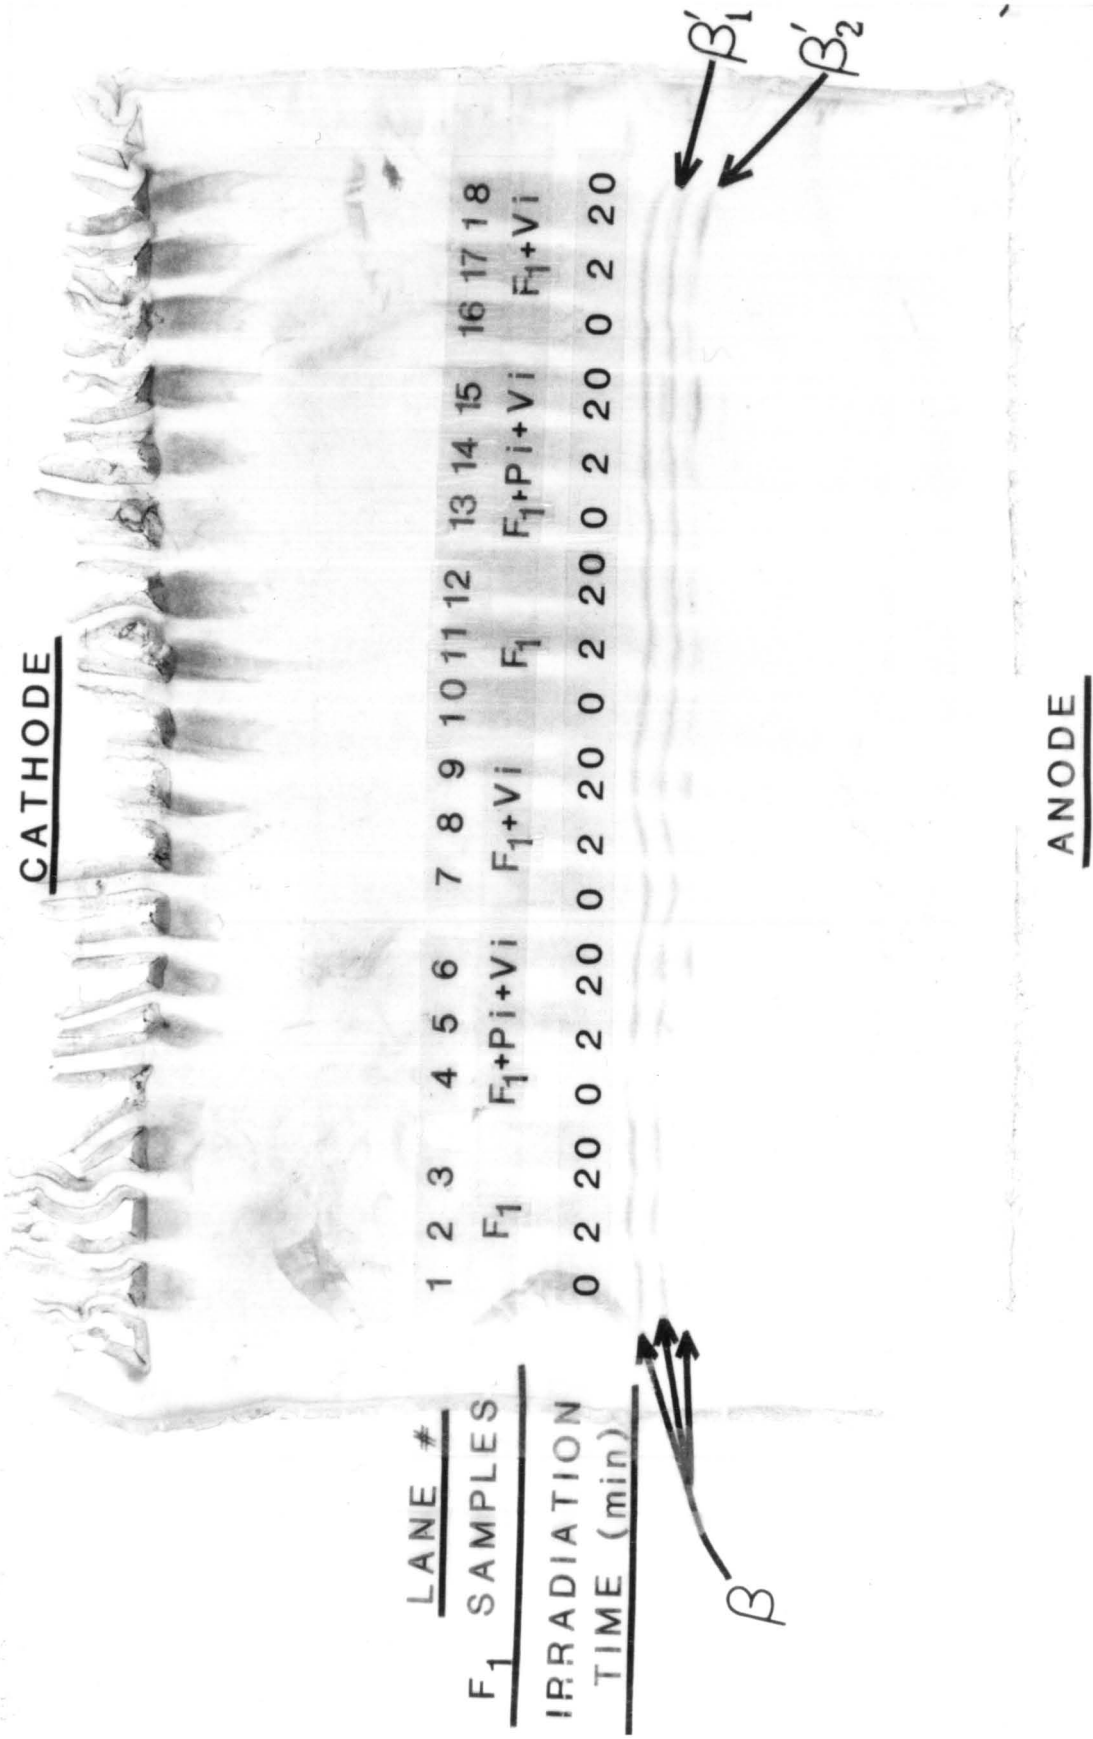 CATHODE
LANE # 1 2 3 4 5 6 7 8 9 10 11 12 13 14 15 16 17 18
F1 SAMPLES F1 F1+Pi+Vi F1+Vi F1 F1+Pi+Vi F1+Vi
IRRADIATION TIME (min) 0 2 20 0 2 20 0 2 20 0 2 20 0 2 20 0 2 20
β
β'1
β'2
ANODE